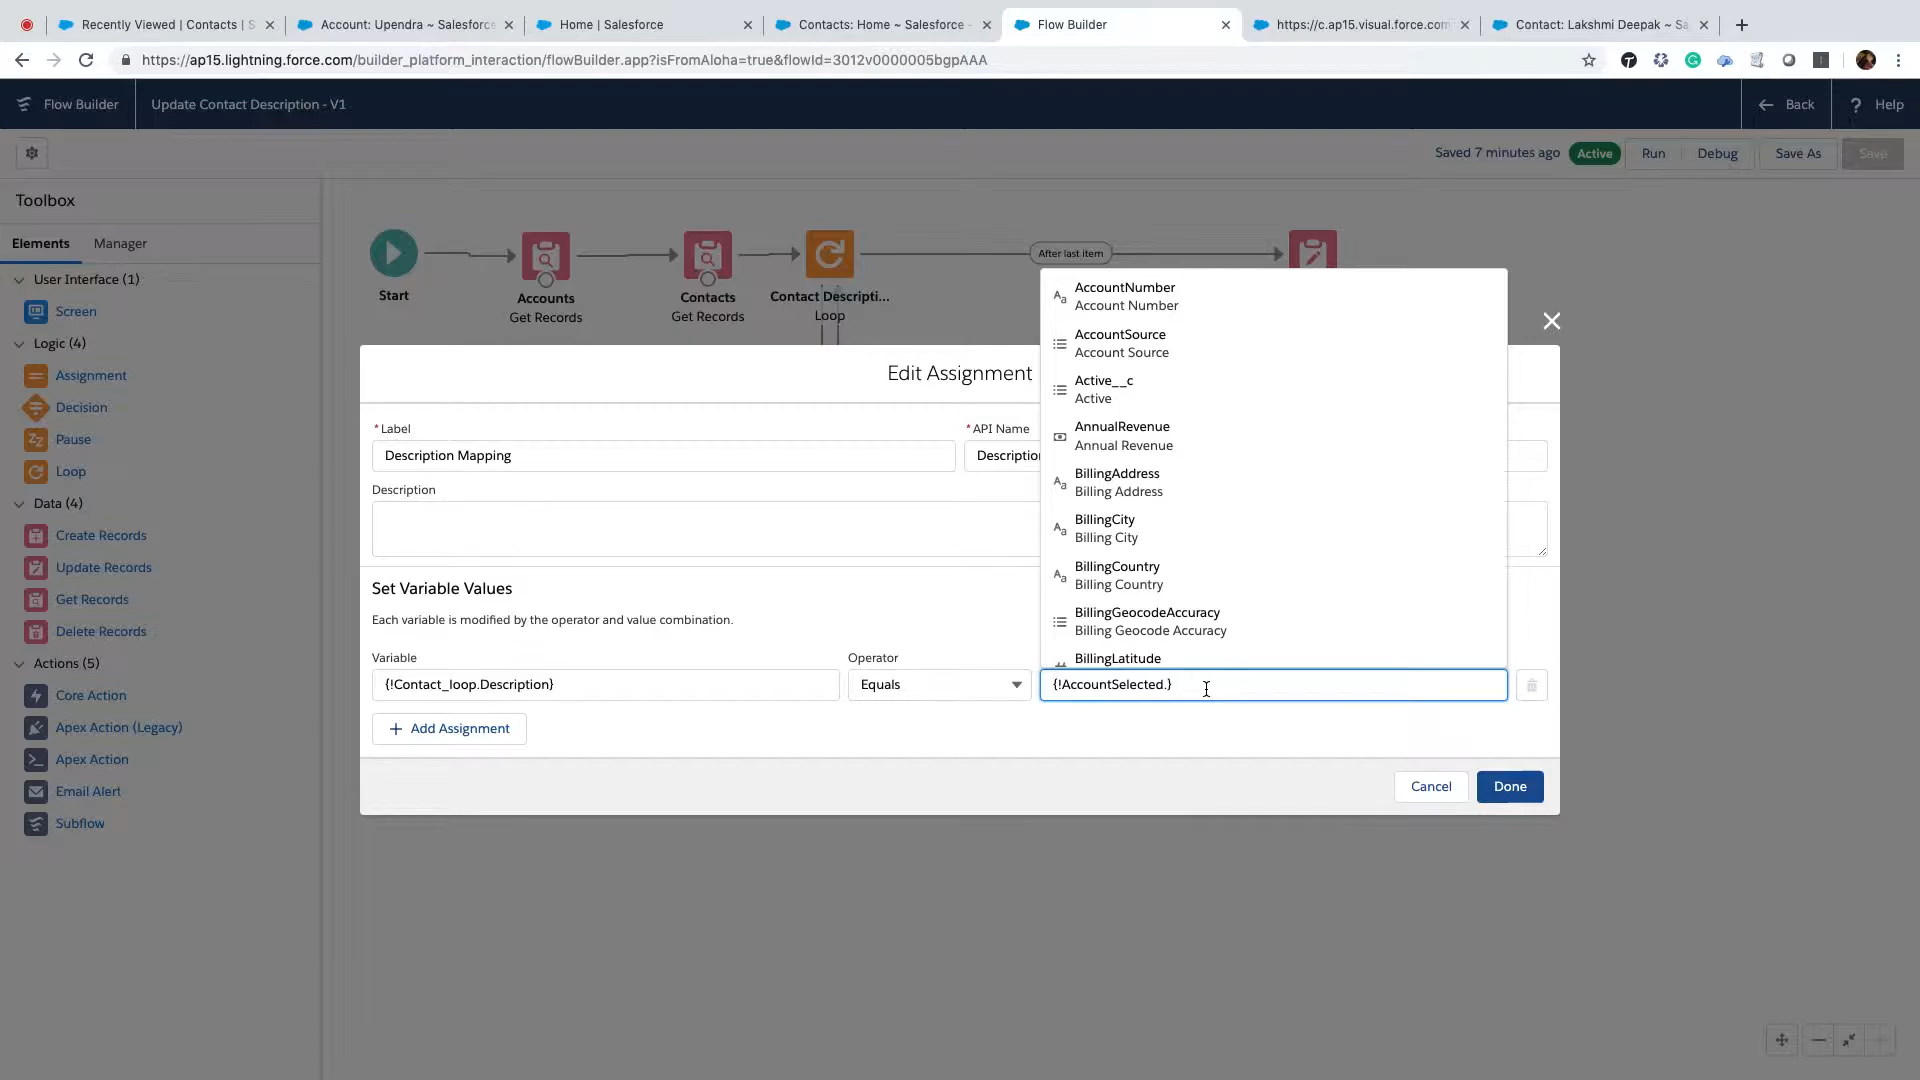 Recently Viewed | Contacts | S
Account: Upendra ~ Salesforce
Home | Salesforce
Contacts: Home ~ Salesforce -
Flow Builder
https://c.ap15.visual.force.com
Contact: Lakshmi Deepak ~ Sa
https://ap15.lightning.force.com/builder_platform_interaction/flowBuilder.app?isFromAloha=true&flowId=3012v0000005bgpAAA
Flow Builder
Update Contact Description - V1
Back
? Help
Saved 7 minutes ago
Active
Run
Debug
Save As
Save
Toolbox
Elements
Manager
User Interface (1)
Screen
Logic (4)
Assignment
Decision
Pause
Loop
Data (4)
Create Records
Update Records
Get Records
Delete Records
Actions (5)
Core Action
Apex Action (Legacy)
Apex Action
Email Alert
Subflow
Start
Accounts
Get Records
Contacts
Get Records
Contact Descripti...
Loop
After last item
Edit Assignment
*Label
Description Mapping
*API Name
Descriptio
Description
Set Variable Values
Each variable is modified by the operator and value combination.
Variable
{!Contact_loop.Description}
Operator
Equals
{!AccountSelected.}
AccountNumber
Account Number
AccountSource
Account Source
Active__c
Active
AnnualRevenue
Annual Revenue
BillingAddress
Billing Address
BillingCity
Billing City
BillingCountry
Billing Country
BillingGeocodeAccuracy
Billing Geocode Accuracy
BillingLatitude
+ Add Assignment
Cancel
Done